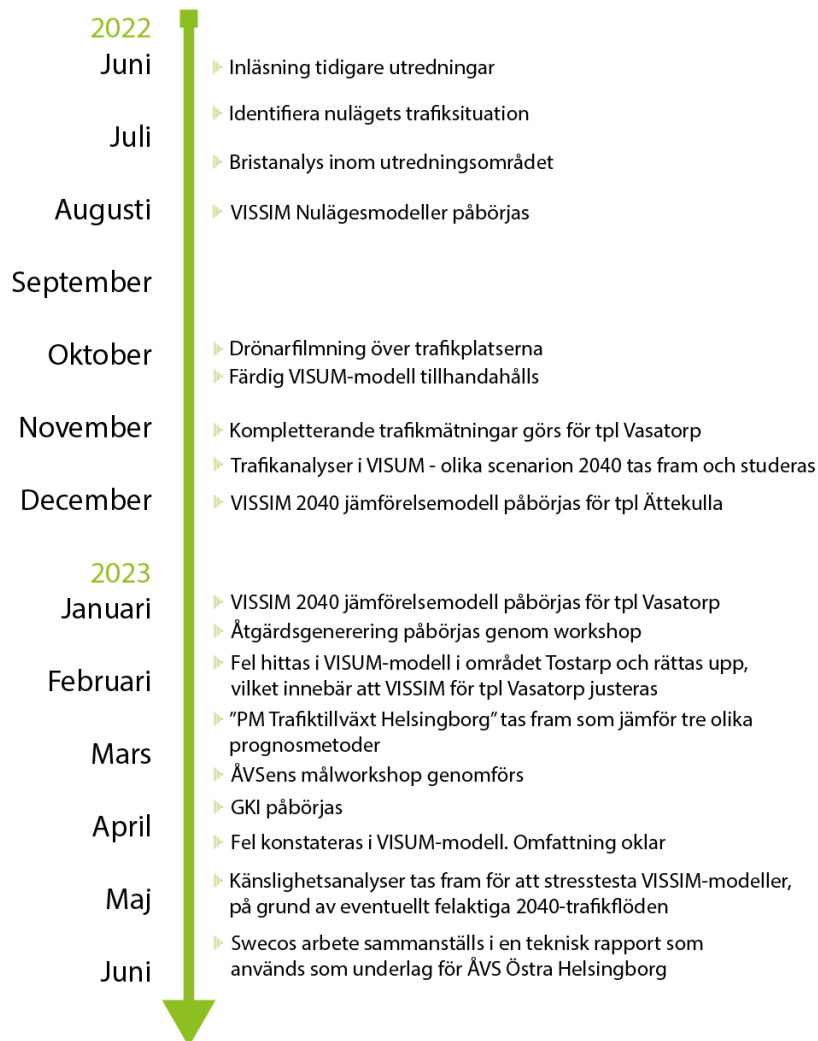 2022
Juni
Inläsning tidigare utredningar
Identifiera nulägets trafiksituation
Juli
Bristanalys inom utredningsområdet
Augusti
VISSIM Nulägesmodeller påbörjas
September
Oktober
Drönarfilmning över trafikplatserna
Färdig VISUM-modell tillhandahålls
November
Kompletterande trafikmätningar görs för tpl Vasatorp
Trafikanalyser i VISUM - olika scenarion 2040 tas fram och studeras
December
VISSIM 2040 jämförelsemodell påbörjas för tpl Ättekulla
2023
Januari
VISSIM 2040 jämförelsemodell påbörjas för tpl Vasatorp
Åtgärdsgenerering påbörjas genom workshop
Februari
Fel hittas i VISUM-modell i området Tostarp och rättas upp,
vilket innebär att VISSIM för tpl Vasatorp justeras
”PM Trafiktillväxt Helsingborg” tas fram som jämför tre olika
prognosmetoder
Mars
ÅVSens målworkshop genomförs
GKI påbörjas
April
Fel konstateras i VISUM-modell. Omfattning oklar
Maj
Känslighetsanalyser tas fram för att stresstesta VISSIM-modeller,
på grund av eventuellt felaktiga 2040-trafikflöden
Swecos arbete sammanställs i en teknisk rapport som
används som underlag för ÅVS Östra Helsingborg
Juni